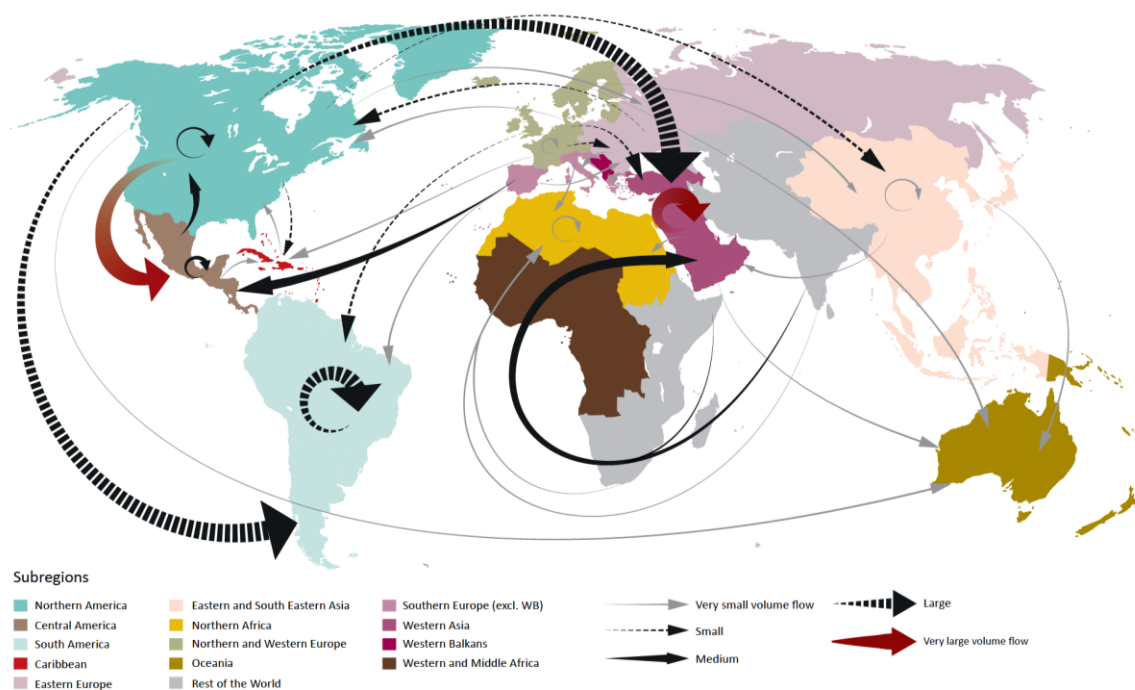 Subregions
Northern America
Central America
South America
Caribbean
Eastern Europe
Eastern and South Eastern Asia
Northern Africa
Northern and Western Europe
Oceania
Rest of the World
Southern Europe (excl. WB)
Western Asia
Western Balkans
Western and Middle Africa
Very small volume flow
Small
Medium
Large
Very large volume flow